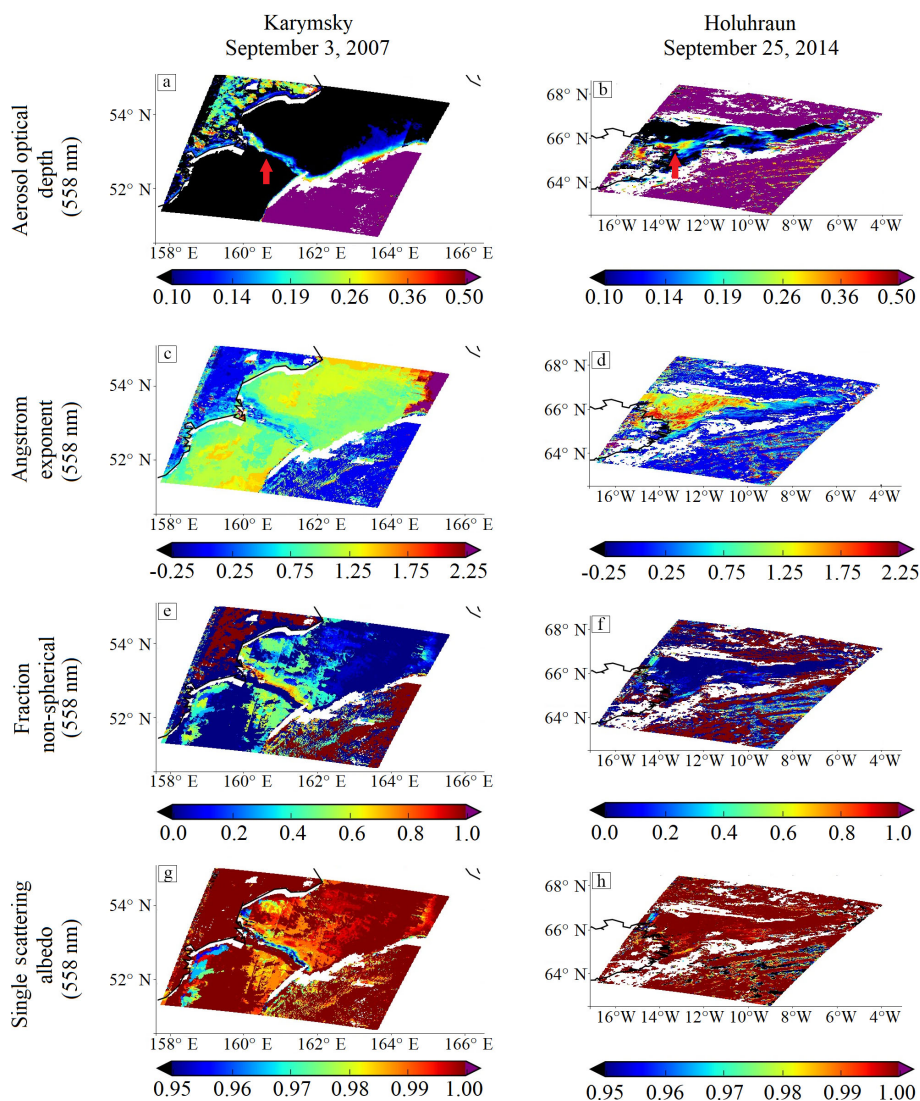 Karymsky
September 3, 2007
Holuhraun
September 25, 2014
Aerosol optical
depth
(558 nm)
a
54° N
52° N
158° E 160° E 162° E 164° E 166° E
0.10 0.14 0.19 0.26 0.36 0.50
b
68° N
66° N
64° N
16°W 14°W 12°W 10°W 8°W 6°W 4°W
0.10 0.14 0.19 0.26 0.36 0.50
Angstrom
exponent
(558 nm)
c
54° N
52° N
158° E 160° E 162° E 164° E 166° E
-0.25 0.25 0.75 1.25 1.75 2.25
d
68° N
66° N
64° N
16°W 14°W 12°W 10°W 8°W 6°W 4°W
-0.25 0.25 0.75 1.25 1.75 2.25
Fraction
non-spherical
(558 nm)
e
54° N
52° N
158° E 160° E 162° E 164° E 166° E
0.0 0.2 0.4 0.6 0.8 1.0
f
68° N
66° N
64° N
16°W 14°W 12°W 10°W 8°W 6°W 4°W
0.0 0.2 0.4 0.6 0.8 1.0
Single scattering
albedo
(558 nm)
g
54° N
52° N
158° E 160° E 162° E 164° E 166° E
0.95 0.96 0.97 0.98 0.99 1.00
h
68° N
66° N
64° N
16°W 14°W 12°W 10°W 8°W 6°W 4°W
0.95 0.96 0.97 0.98 0.99 1.00